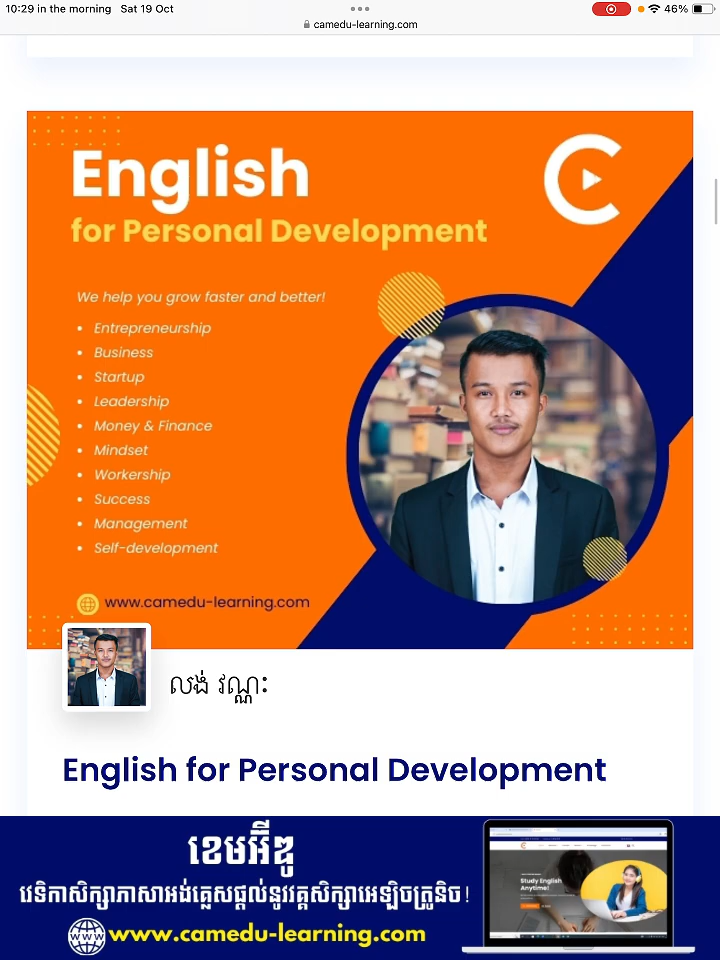 10:29 in the morning Sat 19 Oct
46%
camedu-learning.com
English
for Personal Development
We help you grow faster and better!
• Entrepreneurship
• Business
• Startup
• Leadership
• Money & Finance
• Mindset
• Workership
• Success
• Management
• Self-development
www.camedu-learning.com
លង់ វណ្ណះ
English for Personal Development
ខេមអ៊ីឌូ
វេទិកាសិក្សាភាសាអង់គ្លេសផ្ដល់នូវវគ្គសិក្សាអេឡិចត្រូនិច!
www.camedu-learning.com
Study English
Anytime!